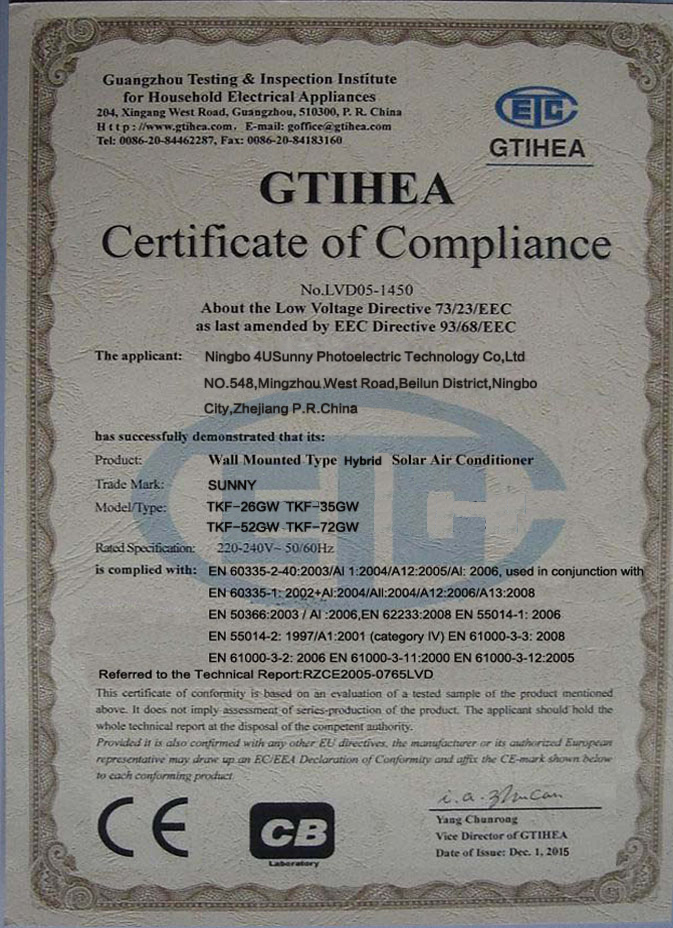 Guangzhou Testing & Inspection Institute
for Household Electrical Appliances
204, Xingang West Road, Guangzhou, 510300, P. R. China
Http://www.gtihea.com, E-mail: goffice@gtihea.com
Tel: 0086-20-84462287, Fax: 0086-20-84183160
ETC
GTIHEA
GTIHEA
Certificate of Compliance
No.LVD05-1450
About the Low Voltage Directive 73/23/EEC
as last amended by EEC Directive 93/68/EEC
The applicant: Ningbo 4USunny Photoelectric Technology Co,Ltd
NO.548,Mingzhou West Road,Beilun District,Ningbo
City,Zhejiang P.R.China
has successfully demonstrated that its:
Product: Wall Mounted Type Hybrid Solar Air Conditioner
Trade Mark: SUNNY
Model/Type: TKF-26GW TKF-35GW
TKF-52GW TKF-72GW
Rated Specification: 220-240V~ 50/60Hz
is complied with: EN 60335-2-40:2003/Al 1:2004/A12:2005/Al: 2006, used in conjunction with
EN 60335-1: 2002+Al:2004/All:2004/A12:2006/A13:2008
EN 50366:2003 / Al :2006,EN 62233:2008 EN 55014-1: 2006
EN 55014-2: 1997/A1:2001 (category IV) EN 61000-3-3: 2008
EN 61000-3-2: 2006 EN 61000-3-11:2000 EN 61000-3-12:2005
Referred to the Technical Report:RZCE2005-0765LVD
This certificate of conformity is based on an evaluation of a tested sample of the product mentioned
above. It does not imply assessment of series-production of the product. The applicant should hold the
whole technical report at the disposal of the competent authority.
Provided it is also confirmed with any other EU directives, the manufacturer or its authorized European
representative may draw up an EC/EEA Declaration of Conformity and affix the CE-mark shown below
to each conforming product
CE
CB
Laboratory
Yang Chunrong
Vice Director of GTIHEA
Date of Issue: Dec. 1, 2015